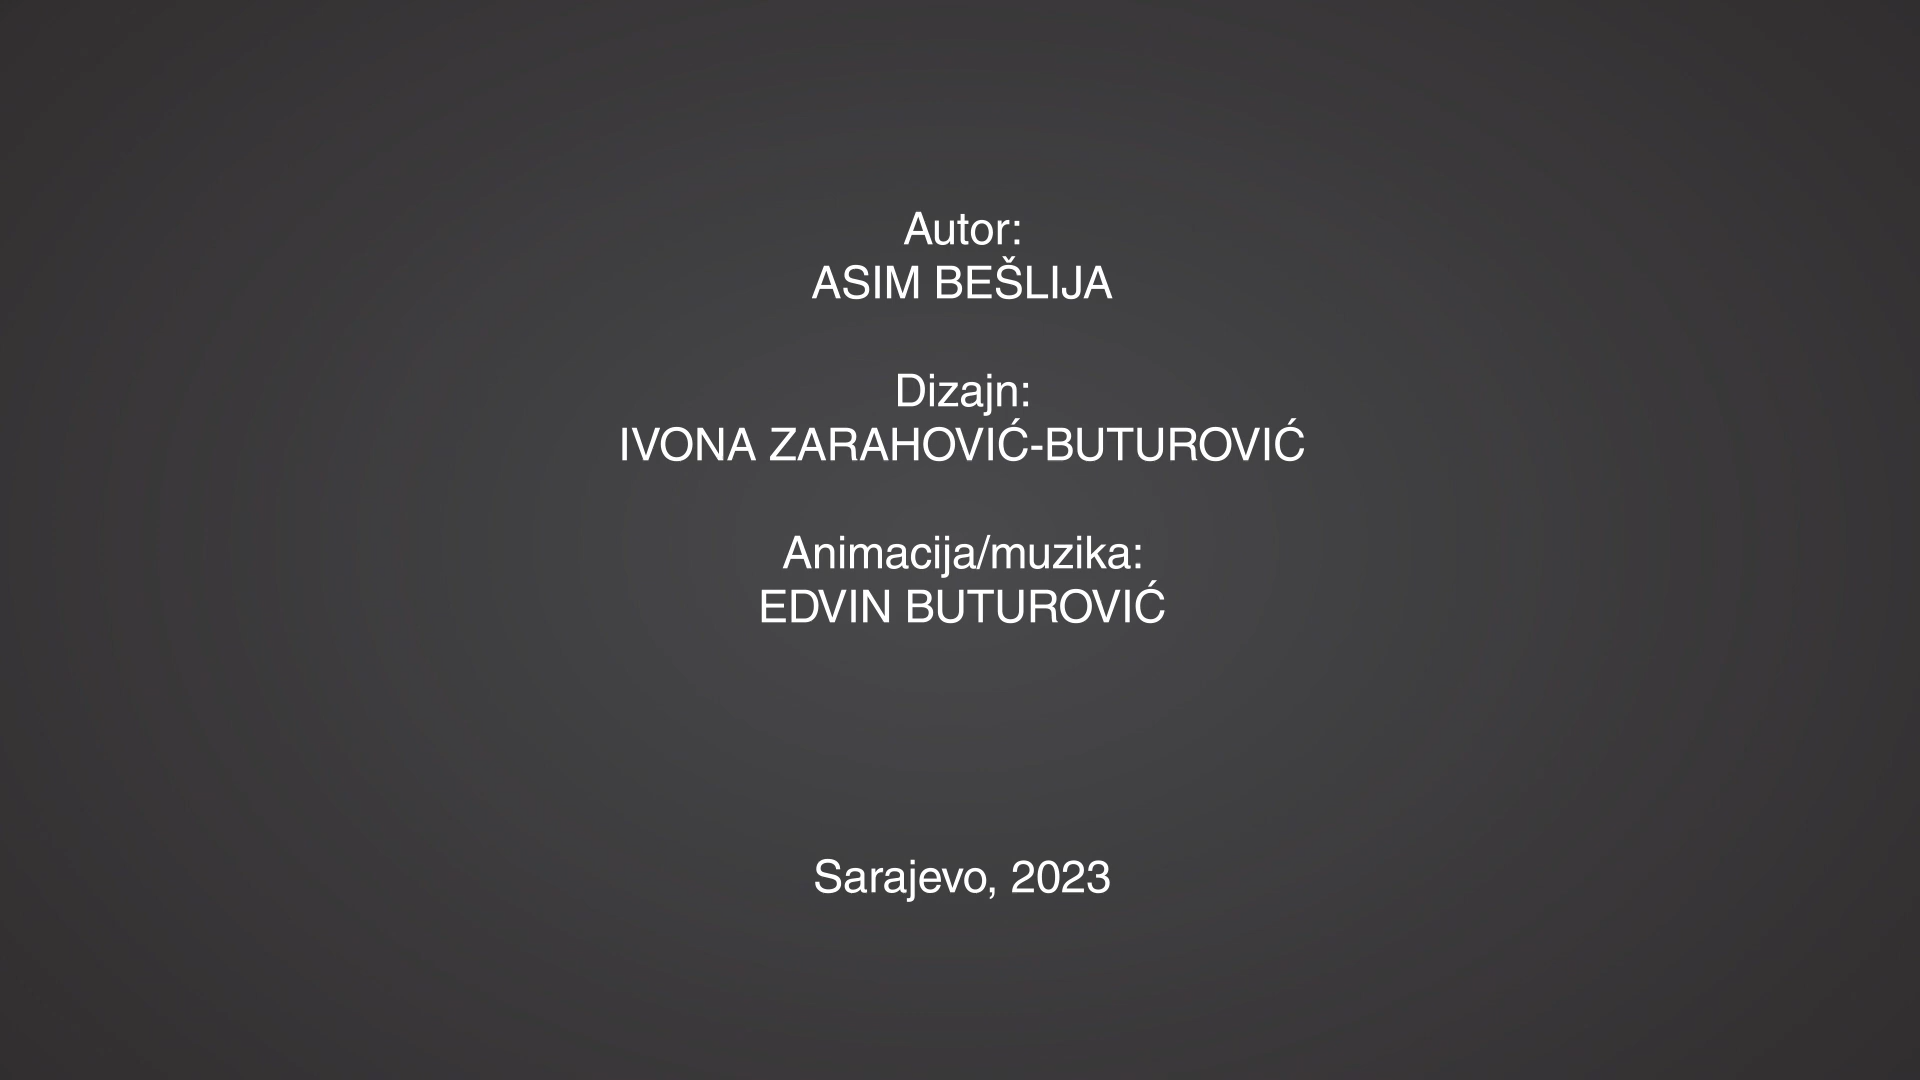 Autor:
ASIM BEŠLIJA
Dizajn:
IVONA ZARAHOVIĆ-BUTUROVIĆ
Animacija/muzika:
EDVIN BUTUROVIĆ
Sarajevo, 2023